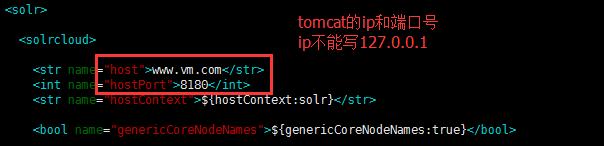 <solr>
tomcat的ip和端口号
ip不能写127.0.0.1
<solrcloud>
<str name="host">www.vm.com</str>
<int name="hostPort">8180</int>
<str name="hostContext">${hostContext:solr}</str>
<bool name="genericCoreNodeNames">${genericCoreNodeNames:true}</bool>